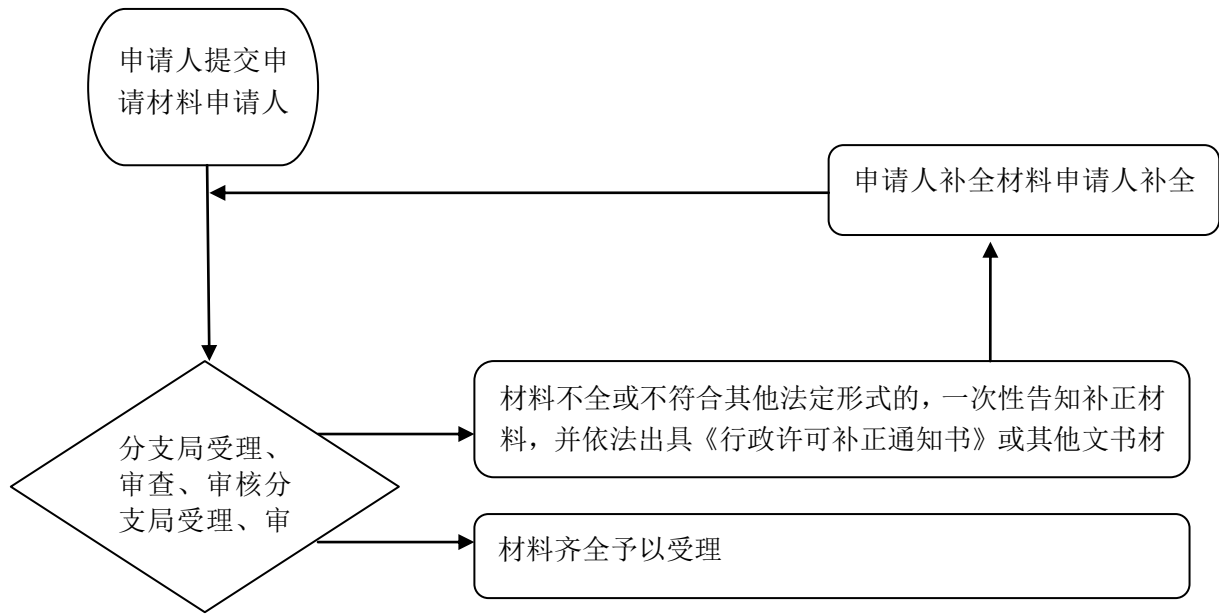 申请人提交申
请材料申请人
申请人补全材料申请人补全
材料不全或不符合其他法定形式的，一次性告知补正材
料，并依法出具《行政许可补正通知书》或其他文书材
分支局受理、
审查、审核分
支局受理、审
材料齐全予以受理